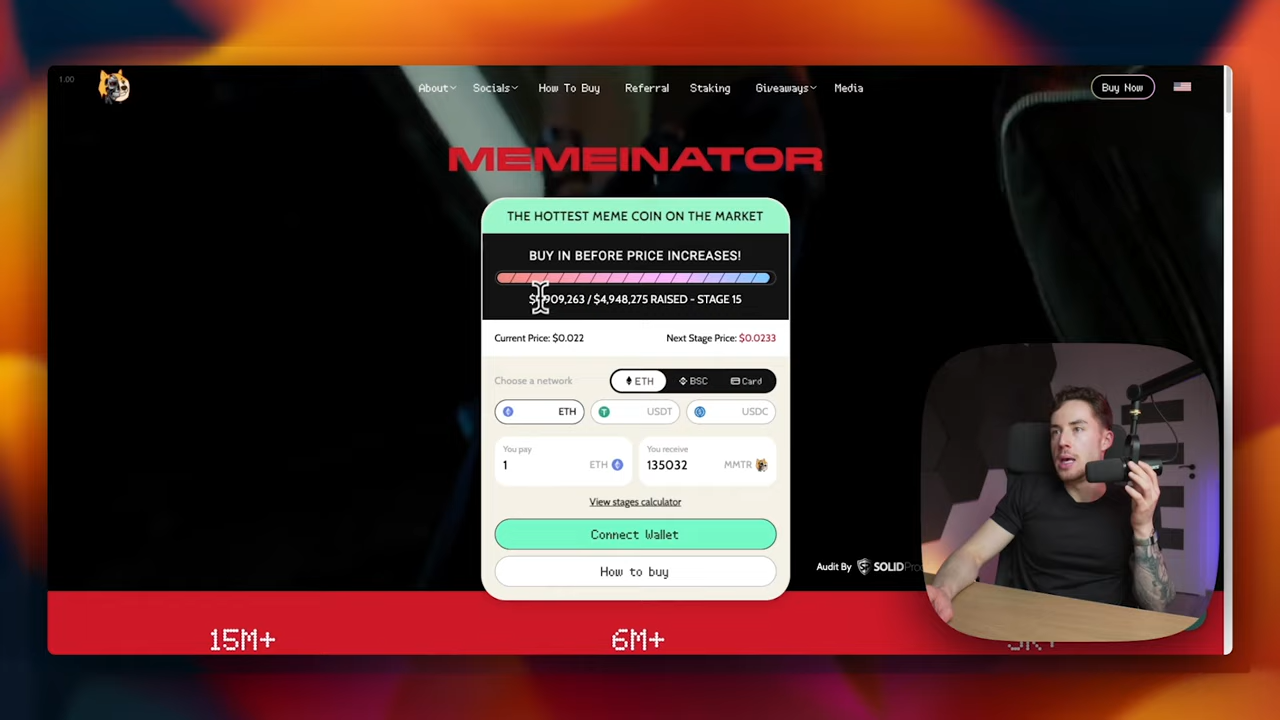 1.00
About Socials How To Buy Referral Staking Giveaways Media
Buy Now
MEMEINATOR
THE HOTTEST MEME COIN ON THE MARKET
BUY IN BEFORE PRICE INCREASES!
/ $4,948,275 RAISED - STAGE 15
Current Price: $0.022
Next Stage Price: $0.0233
Choose a network
ETH BSC Card
ETH USDT USDC
You pay
1 ETH
You receive
135032 MMTR
View stages calculator
Connect Wallet
How to buy
Audit By SOLID
15M+ 6M+